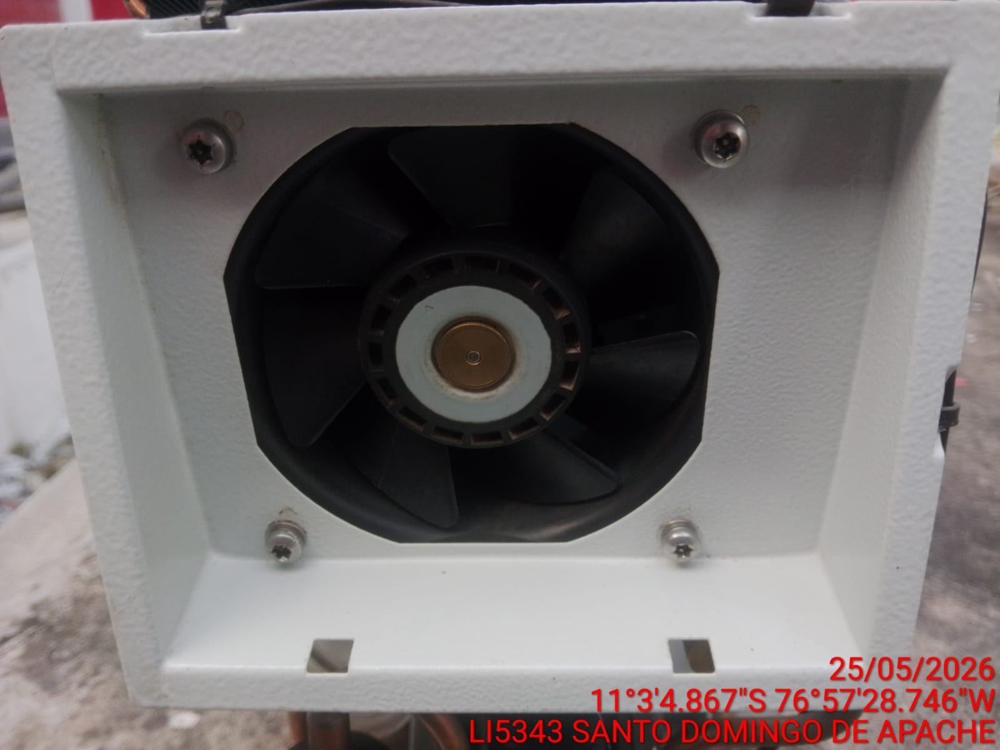 25/05/2026
11°3'4.867"S 76°57'28.746"W
LI5343 SANTO DOMINGO DE APACHE